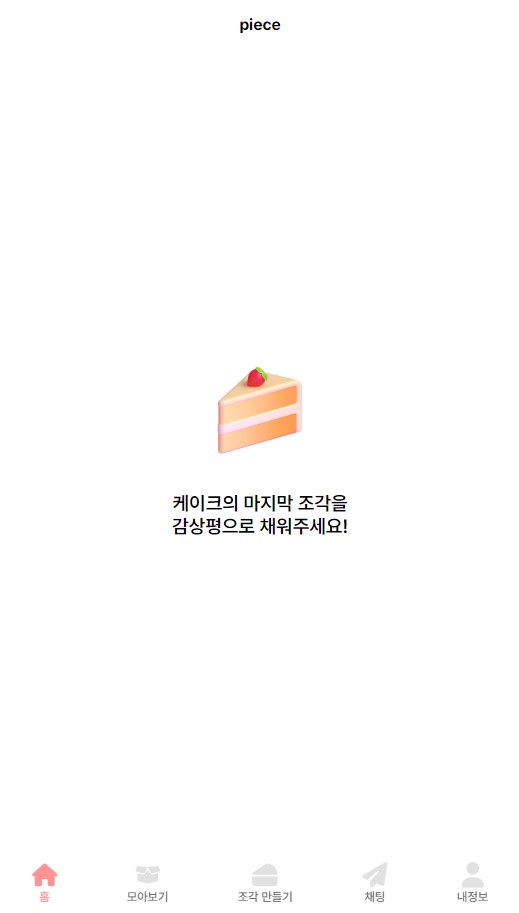 piece
케이크의 마지막 조각을
감상평으로 채워주세요!
홈
모아보기
조각 만들기
채팅
내정보